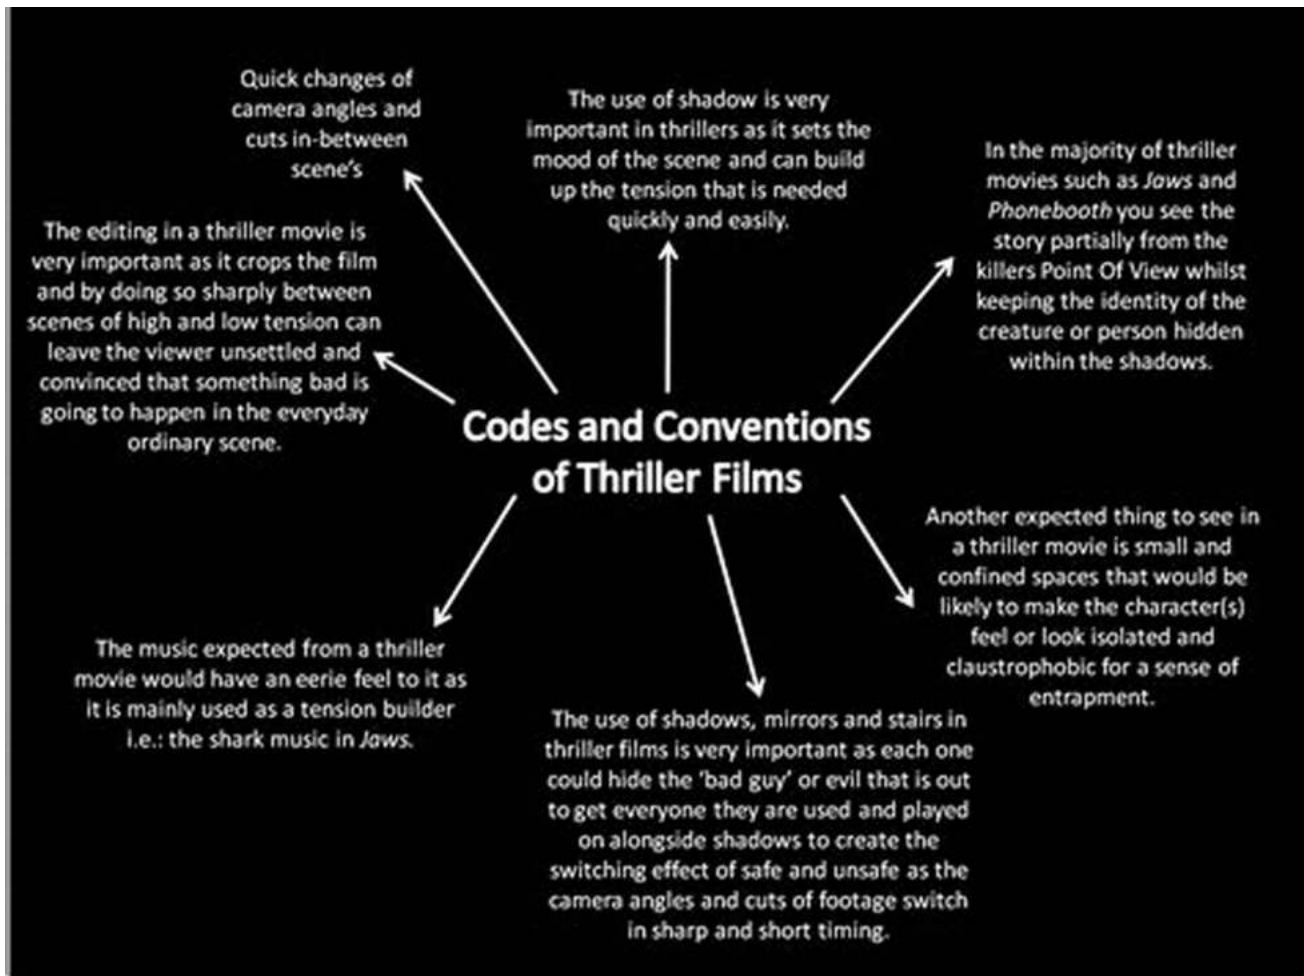 Quick changes of
camera angles and
cuts in-between
scene's
The use of shadow is very
important in thrillers as it sets the
mood of the scene and can build
up the tension that is needed
quickly and easily.
In the majority of thriller
movies such as Jaws and
Phonebooth you see the
story partially from the
killers Point Of View whilst
keeping the identity of the
creature or person hidden
within the shadows.
The editing in a thriller movie is
very important as it crops the film
and by doing so sharply between
scenes of high and low tension can
leave the viewer unsettled and
convinced that something bad is
going to happen in the everyday
ordinary scene.
Codes and Conventions
of Thriller Films
Another expected thing to see in
a thriller movie is small and
confined spaces that would be
likely to make the character(s)
feel or look isolated and
claustrophobic for a sense of
entrapment.
The music expected from a thriller
movie would have an eerie feel to it as
it is mainly used as a tension builder
i.e.: the shark music in Jaws.
The use of shadows, mirrors and stairs in
thriller films is very important as each one
could hide the 'bad guy' or evil that is out
to get everyone they are used and played
on alongside shadows to create the
switching effect of safe and unsafe as the
camera angles and cuts of footage switch
in sharp and short timing.